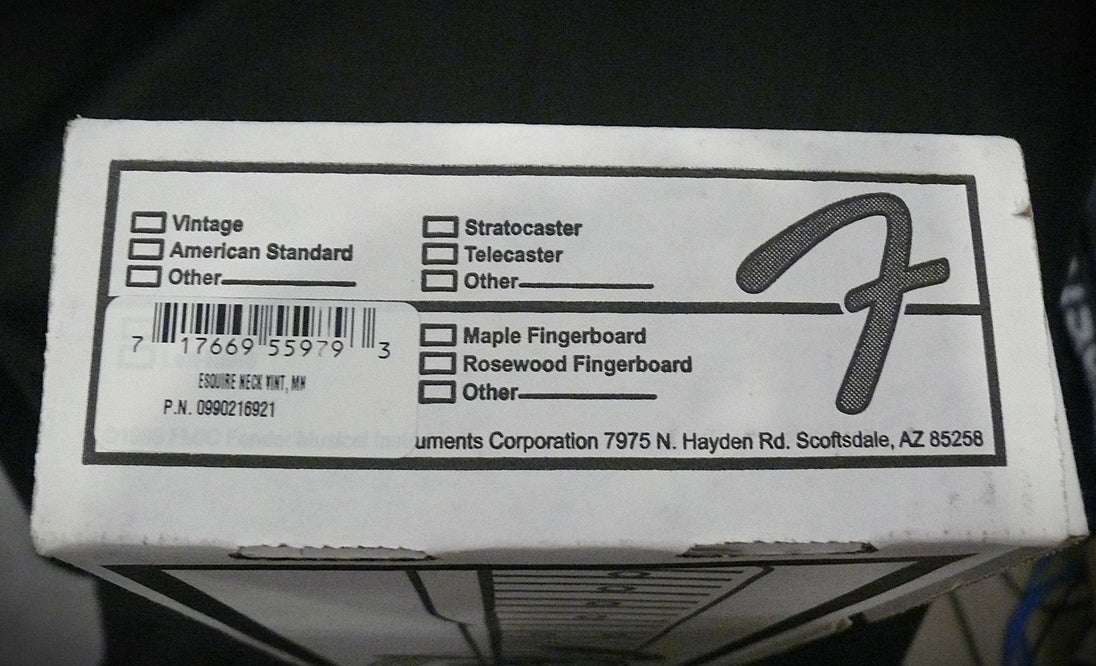 Vintage
American Standard
Other
Stratocaster
Telecaster
Other
7 17669 55979 3
ESQUIRE NECK VINT, MN
P.N. 0990216921
Maple Fingerboard
Rosewood Fingerboard
Other
uments Corporation 7975 N. Hayden Rd. Scottsdale, AZ 85258